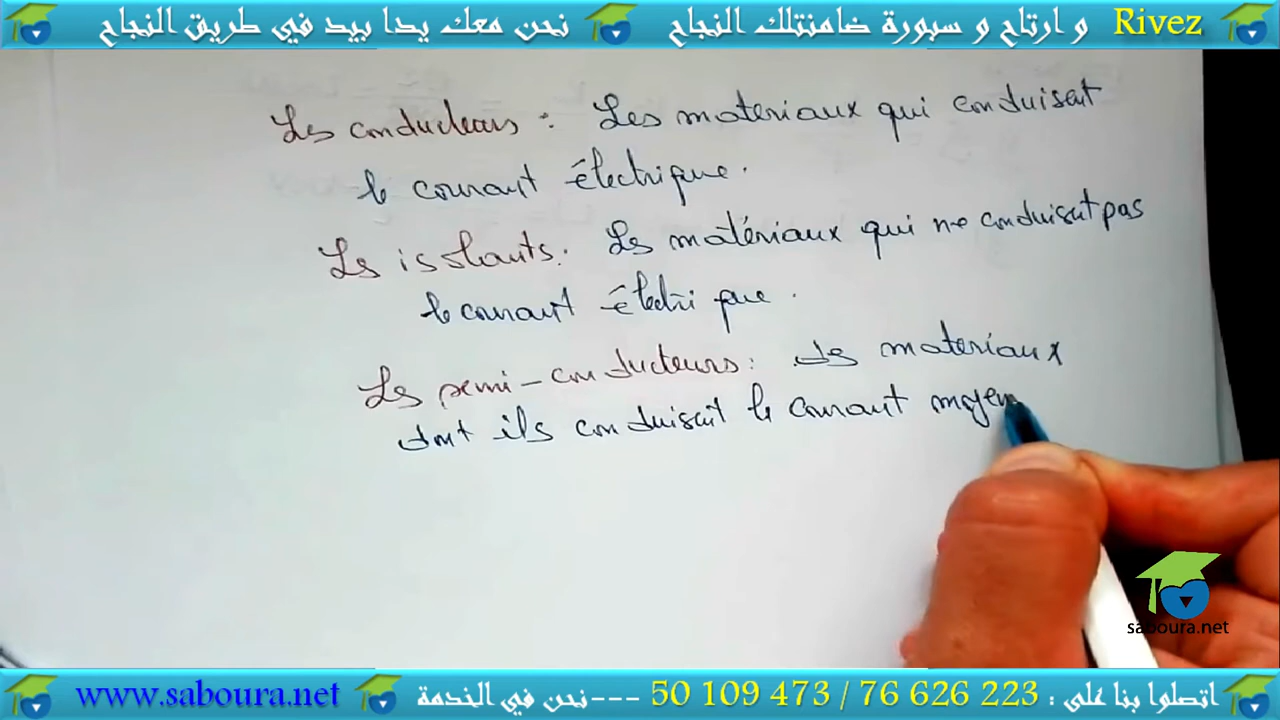 نحن معك يدا بيد في طريق النجاح و ارتاح و سبورة ضامنتلك النجاح Rivez
Les conducteurs : Les materiaux qui conduisent
le courant électrique.
Les isolants : Les matériaux qui ne conduisent pas
le courant électrique.
Les semi-conducteurs : des materiaux
dont ils conduisent le courant moyen
saboura.net
www.saboura.net اتصلوا بنا على : 50 109 473 / 76 626 223 ---نحن في الخدمة